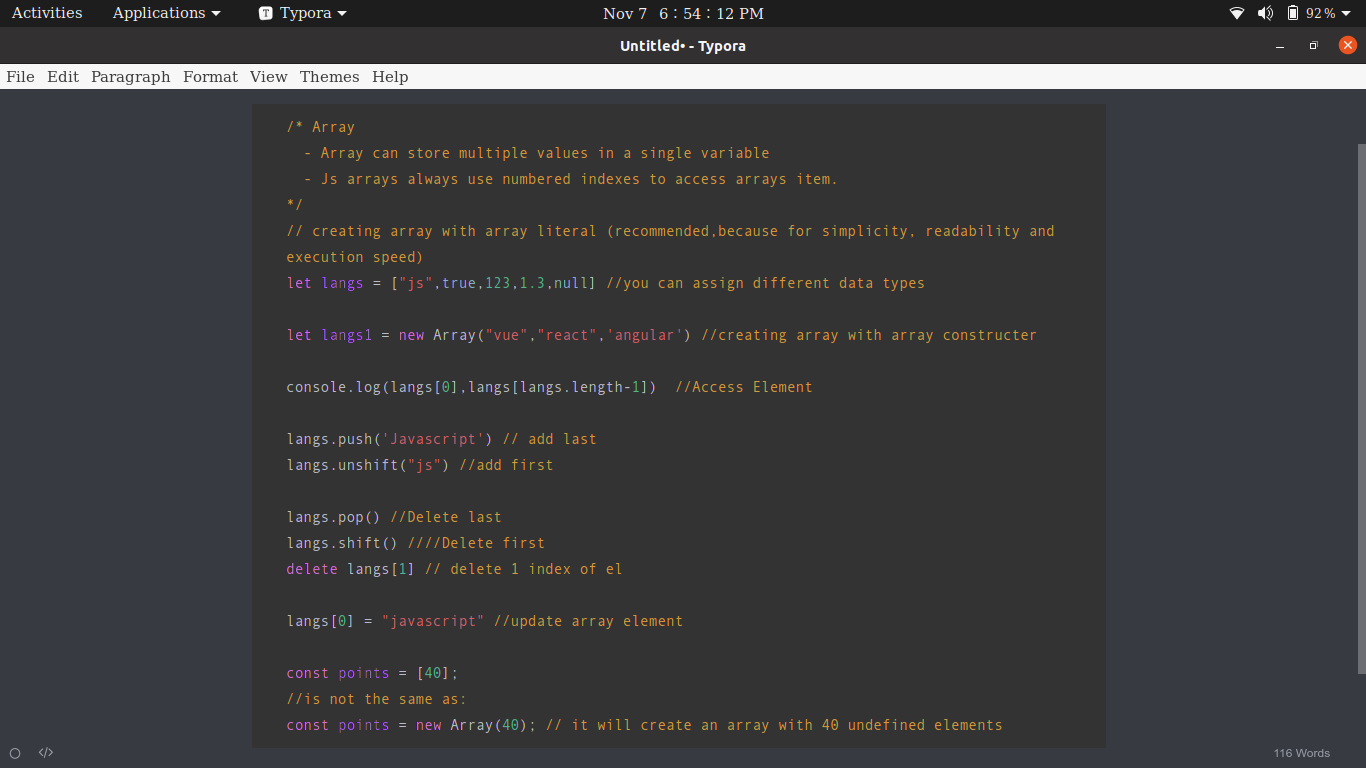 Activities Applications Typora Nov 7 6 : 54 : 12 PM 92 %
Untitled• - Typora
File Edit Paragraph Format View Themes Help
/* Array
  - Array can store multiple values in a single variable
  - Js arrays always use numbered indexes to access arrays item.
*/
// creating array with array literal (recommended,because for simplicity, readability and
execution speed)
let langs = ["js",true,123,1.3,null] //you can assign different data types
let langs1 = new Array("vue","react",'angular') //creating array with array constructer
console.log(langs[0],langs[langs.length-1])  //Access Element
langs.push('Javascript') // add last
langs.unshift("js") //add first
langs.pop() //Delete last
langs.shift() ////Delete first
delete langs[1] // delete 1 index of el
langs[0] = "javascript" //update array element
const points = [40];
//is not the same as:
const points = new Array(40); // it will create an array with 40 undefined elements
</> 116 Words